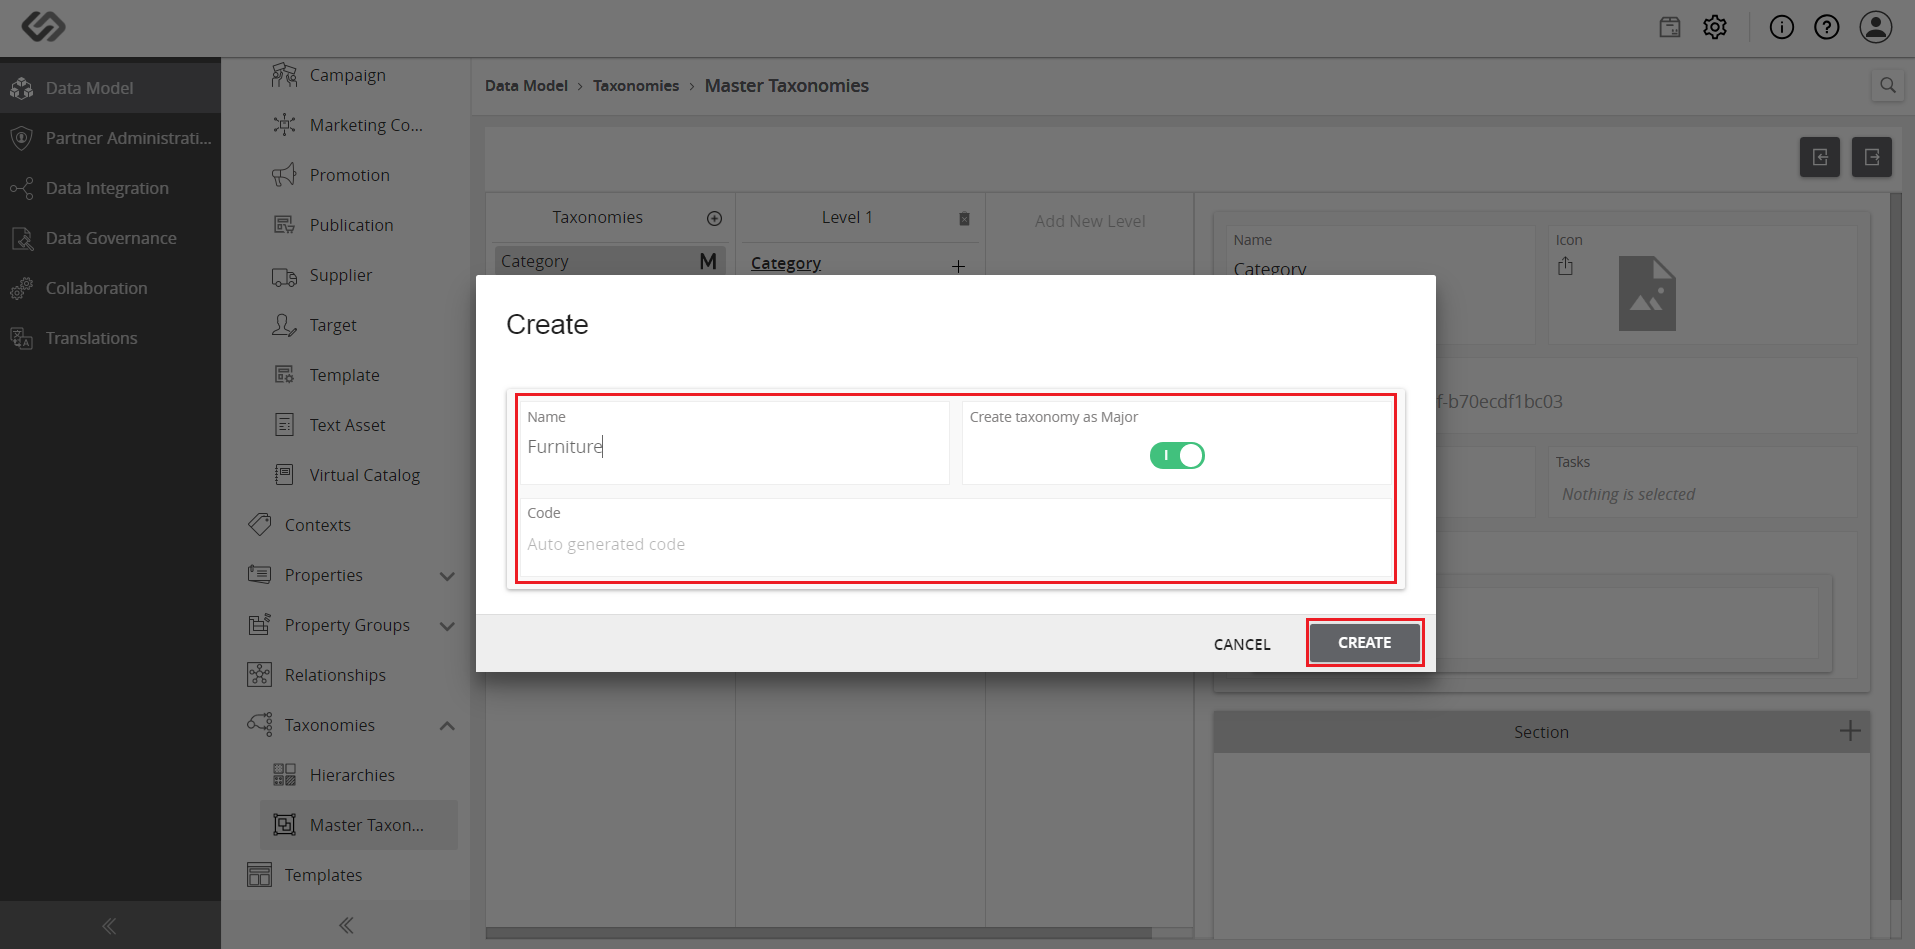 Data Model
Partner Administrati...
Data Integration
Data Governance
Collaboration
Translations
Campaign
Marketing Co...
Promotion
Publication
Supplier
Target
Template
Text Asset
Virtual Catalog
Contexts
Properties
Property Groups
Relationships
Taxonomies
Hierarchies
Master Taxon...
Templates
Data Model › Taxonomies › Master Taxonomies
Taxonomies
Level 1
Add New Level
Category M
Category
Name
Category
Icon
f-b70ecdf1bc03
Tasks
Nothing is selected
Section
Create
Name
Furniture
Create taxonomy as Major
Code
Auto generated code
CANCEL
CREATE